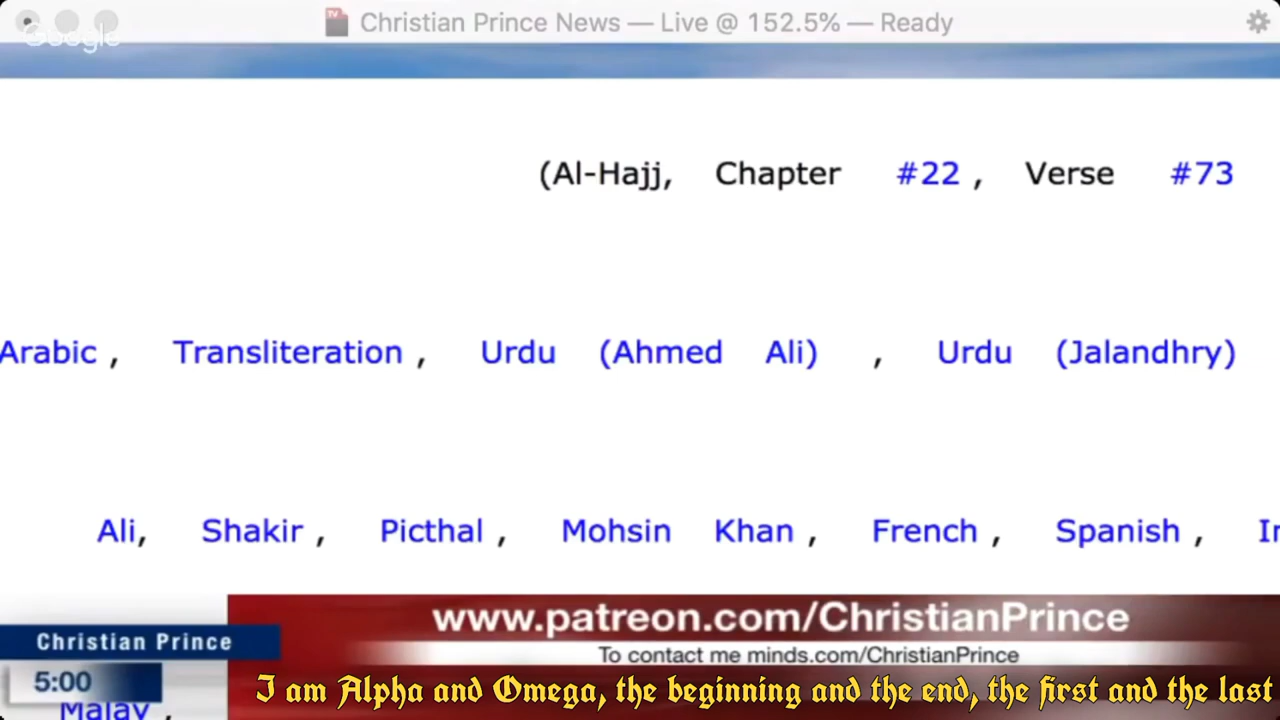 Christian Prince News — Live @ 152.5% — Ready
Google
(Al-Hajj, Chapter #22 , Verse #73
Arabic , Transliteration , Urdu (Ahmed Ali) , Urdu (Jalandhry)
Ali, Shakir , Picthal , Mohsin Khan , French , Spanish ,
www.patreon.com/ChristianPrince
Christian Prince
To contact me minds.com/ChristianPrince
5:00
I am Alpha and Omega, the beginning and the end, the first and the last
Malay ,